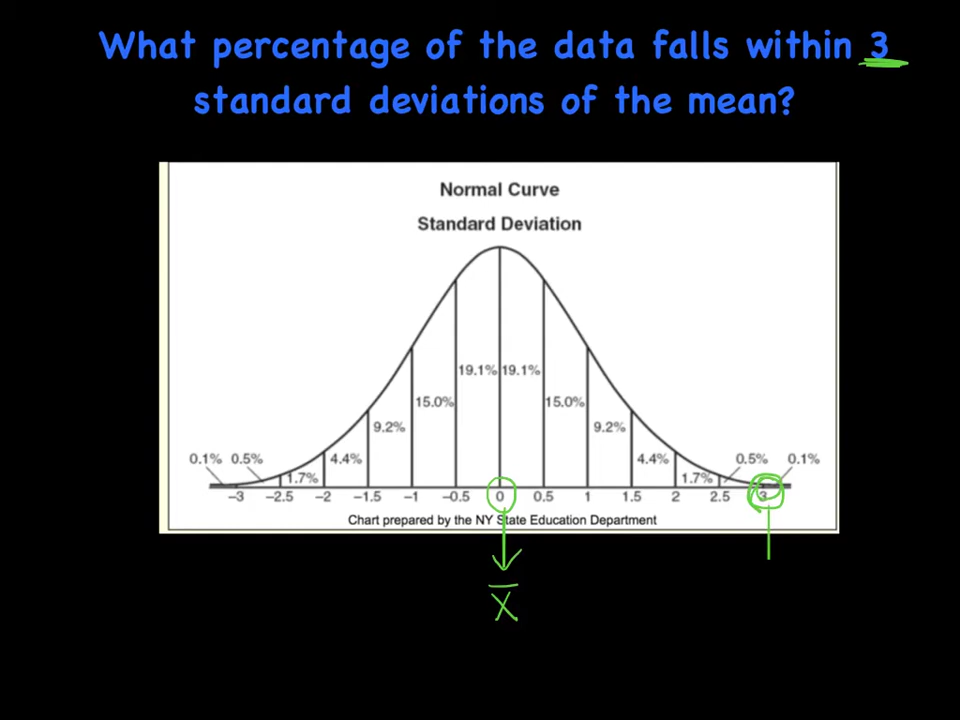 What percentage of the data falls within 3
standard deviations of the mean?
Normal Curve
Standard Deviation
19.1% 19.1%
15.0% 15.0%
9.2% 9.2%
0.1% 0.5% 4.4% 4.4% 0.5% 0.1%
1.7% 1.7%
−3 −2.5 −2 −1.5 −1 −0.5 0 0.5 1 1.5 2 2.5 3
Chart prepared by the NY State Education Department
x̄